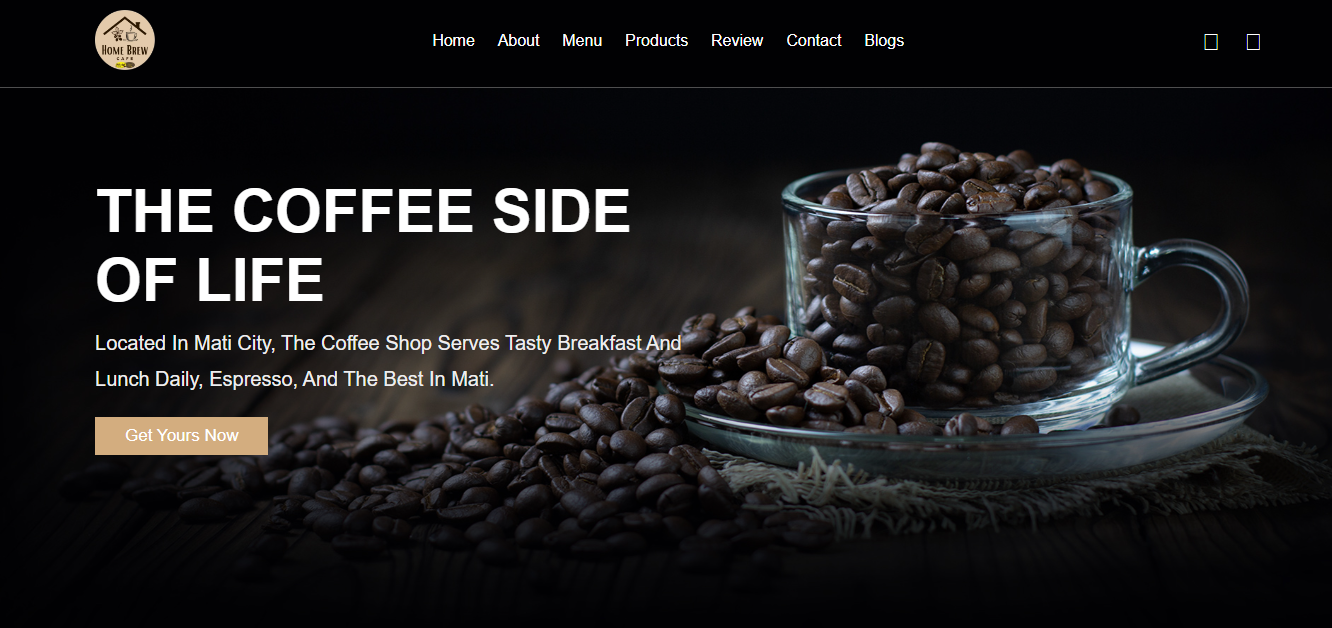 HOME BREW
CAFE
Home About Menu Products Review Contact Blogs
THE COFFEE SIDE
OF LIFE
Located In Mati City, The Coffee Shop Serves Tasty Breakfast And
Lunch Daily, Espresso, And The Best In Mati.
Get Yours Now